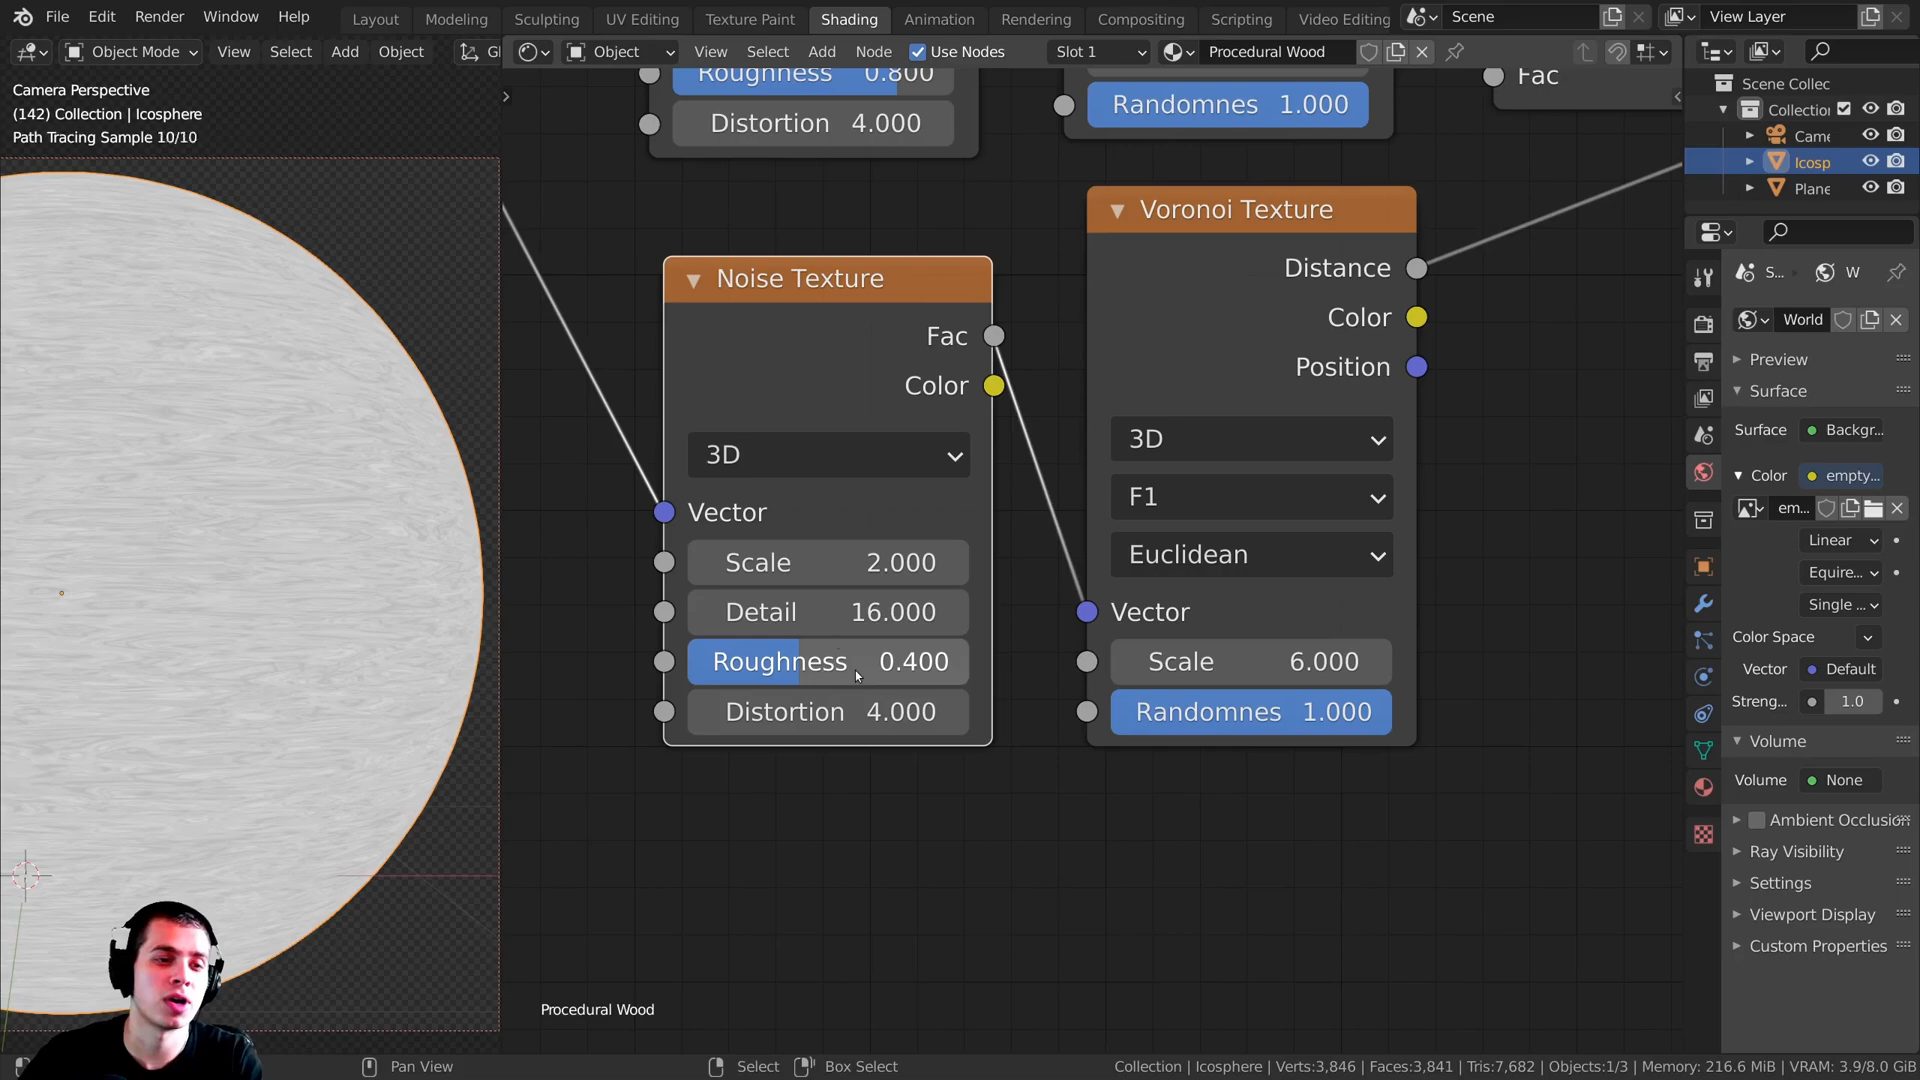 File Edit Render Window Help Layout Modeling Sculpting UV Editing Texture Paint Shading Animation Rendering Compositing Scripting Video Editing Scene View Layer
Object Mode View Select Add Object Gl Object View Select Add Node Use Nodes Slot 1 Procedural Wood
Camera Perspective
(142) Collection | Icosphere
Path Tracing Sample 10/10
Roughness 0.800
Distortion 4.000
Randomnes 1.000
Fac
Noise Texture
Fac
Color
3D
Vector
Scale 2.000
Detail 16.000
Roughness 0.400
Distortion 4.000
Voronoi Texture
Distance
Color
Position
3D
F1
Euclidean
Vector
Scale 6.000
Randomnes 1.000
Procedural Wood
Scene Collec
Collection
Came
Icosp
Plane
S... W
World
Preview
Surface
Surface Backgr...
Color empty...
em...
Linear
Equire...
Single ...
Color Space
Vector Default
Streng... 1.0
Volume
Volume None
Ambient Occlusion
Ray Visibility
Settings
Viewport Display
Custom Properties
Pan View Select Box Select Collection | Icosphere | Verts:3,846 | Faces:3,841 | Tris:7,682 | Objects:1/3 | Memory: 216.6 MiB | VRAM: 3.9/8.0 GiB